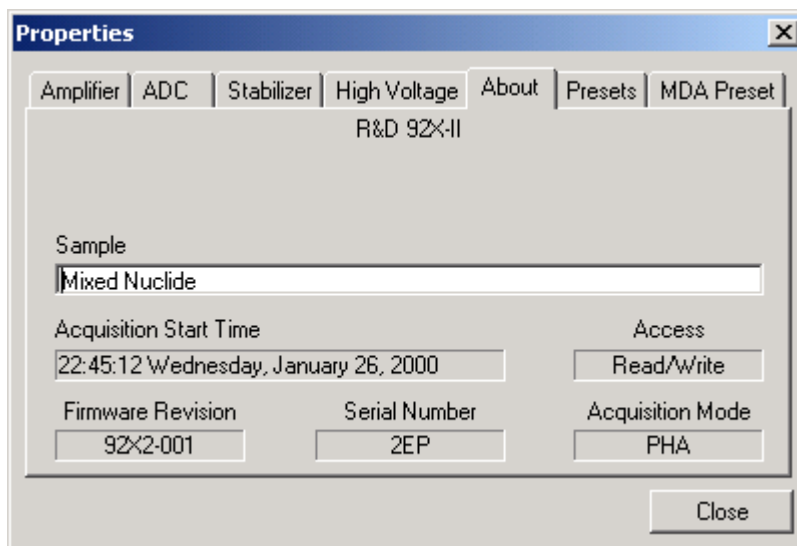 Properties
Amplifier ADC Stabilizer High Voltage About Presets MDA Preset
R&D 92X-II
Sample
Mixed Nuclide
Acquisition Start Time Access
22:45:12 Wednesday, January 26, 2000 Read/Write
Firmware Revision Serial Number Acquisition Mode
92X2-001 2EP PHA
Close